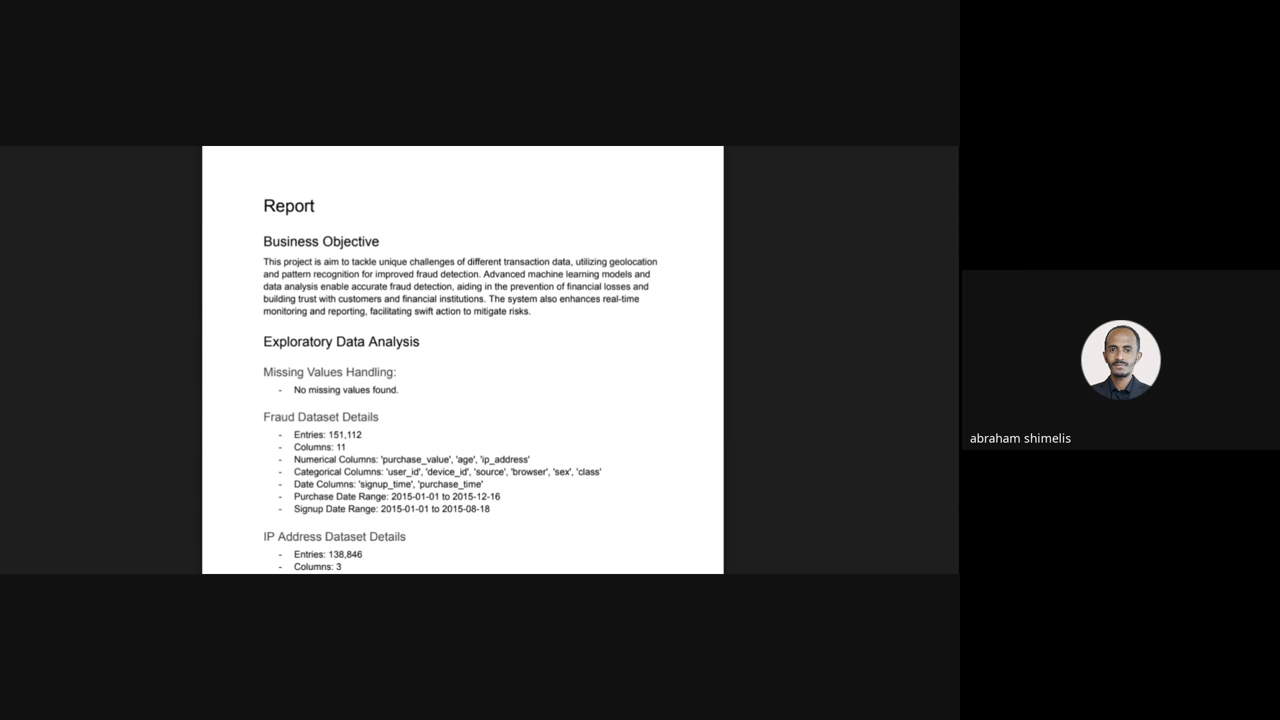 Report
Business Objective
This project is aim to tackle unique challenges of different transaction data, utilizing geolocation
and pattern recognition for improved fraud detection. Advanced machine learning models and
data analysis enable accurate fraud detection, aiding in the prevention of financial losses and
building trust with customers and financial institutions. The system also enhances real-time
monitoring and reporting, facilitating swift action to mitigate risks.
Exploratory Data Analysis
Missing Values Handling:
- No missing values found.
Fraud Dataset Details
- Entries: 151,112
- Columns: 11
- Numerical Columns: 'purchase_value', 'age', 'ip_address'
- Categorical Columns: 'user_id', 'device_id', 'source', 'browser', 'sex', 'class'
- Date Columns: 'signup_time', 'purchase_time'
- Purchase Date Range: 2015-01-01 to 2015-12-16
- Signup Date Range: 2015-01-01 to 2015-08-18
IP Address Dataset Details
- Entries: 138,846
- Columns: 3
abraham shimelis